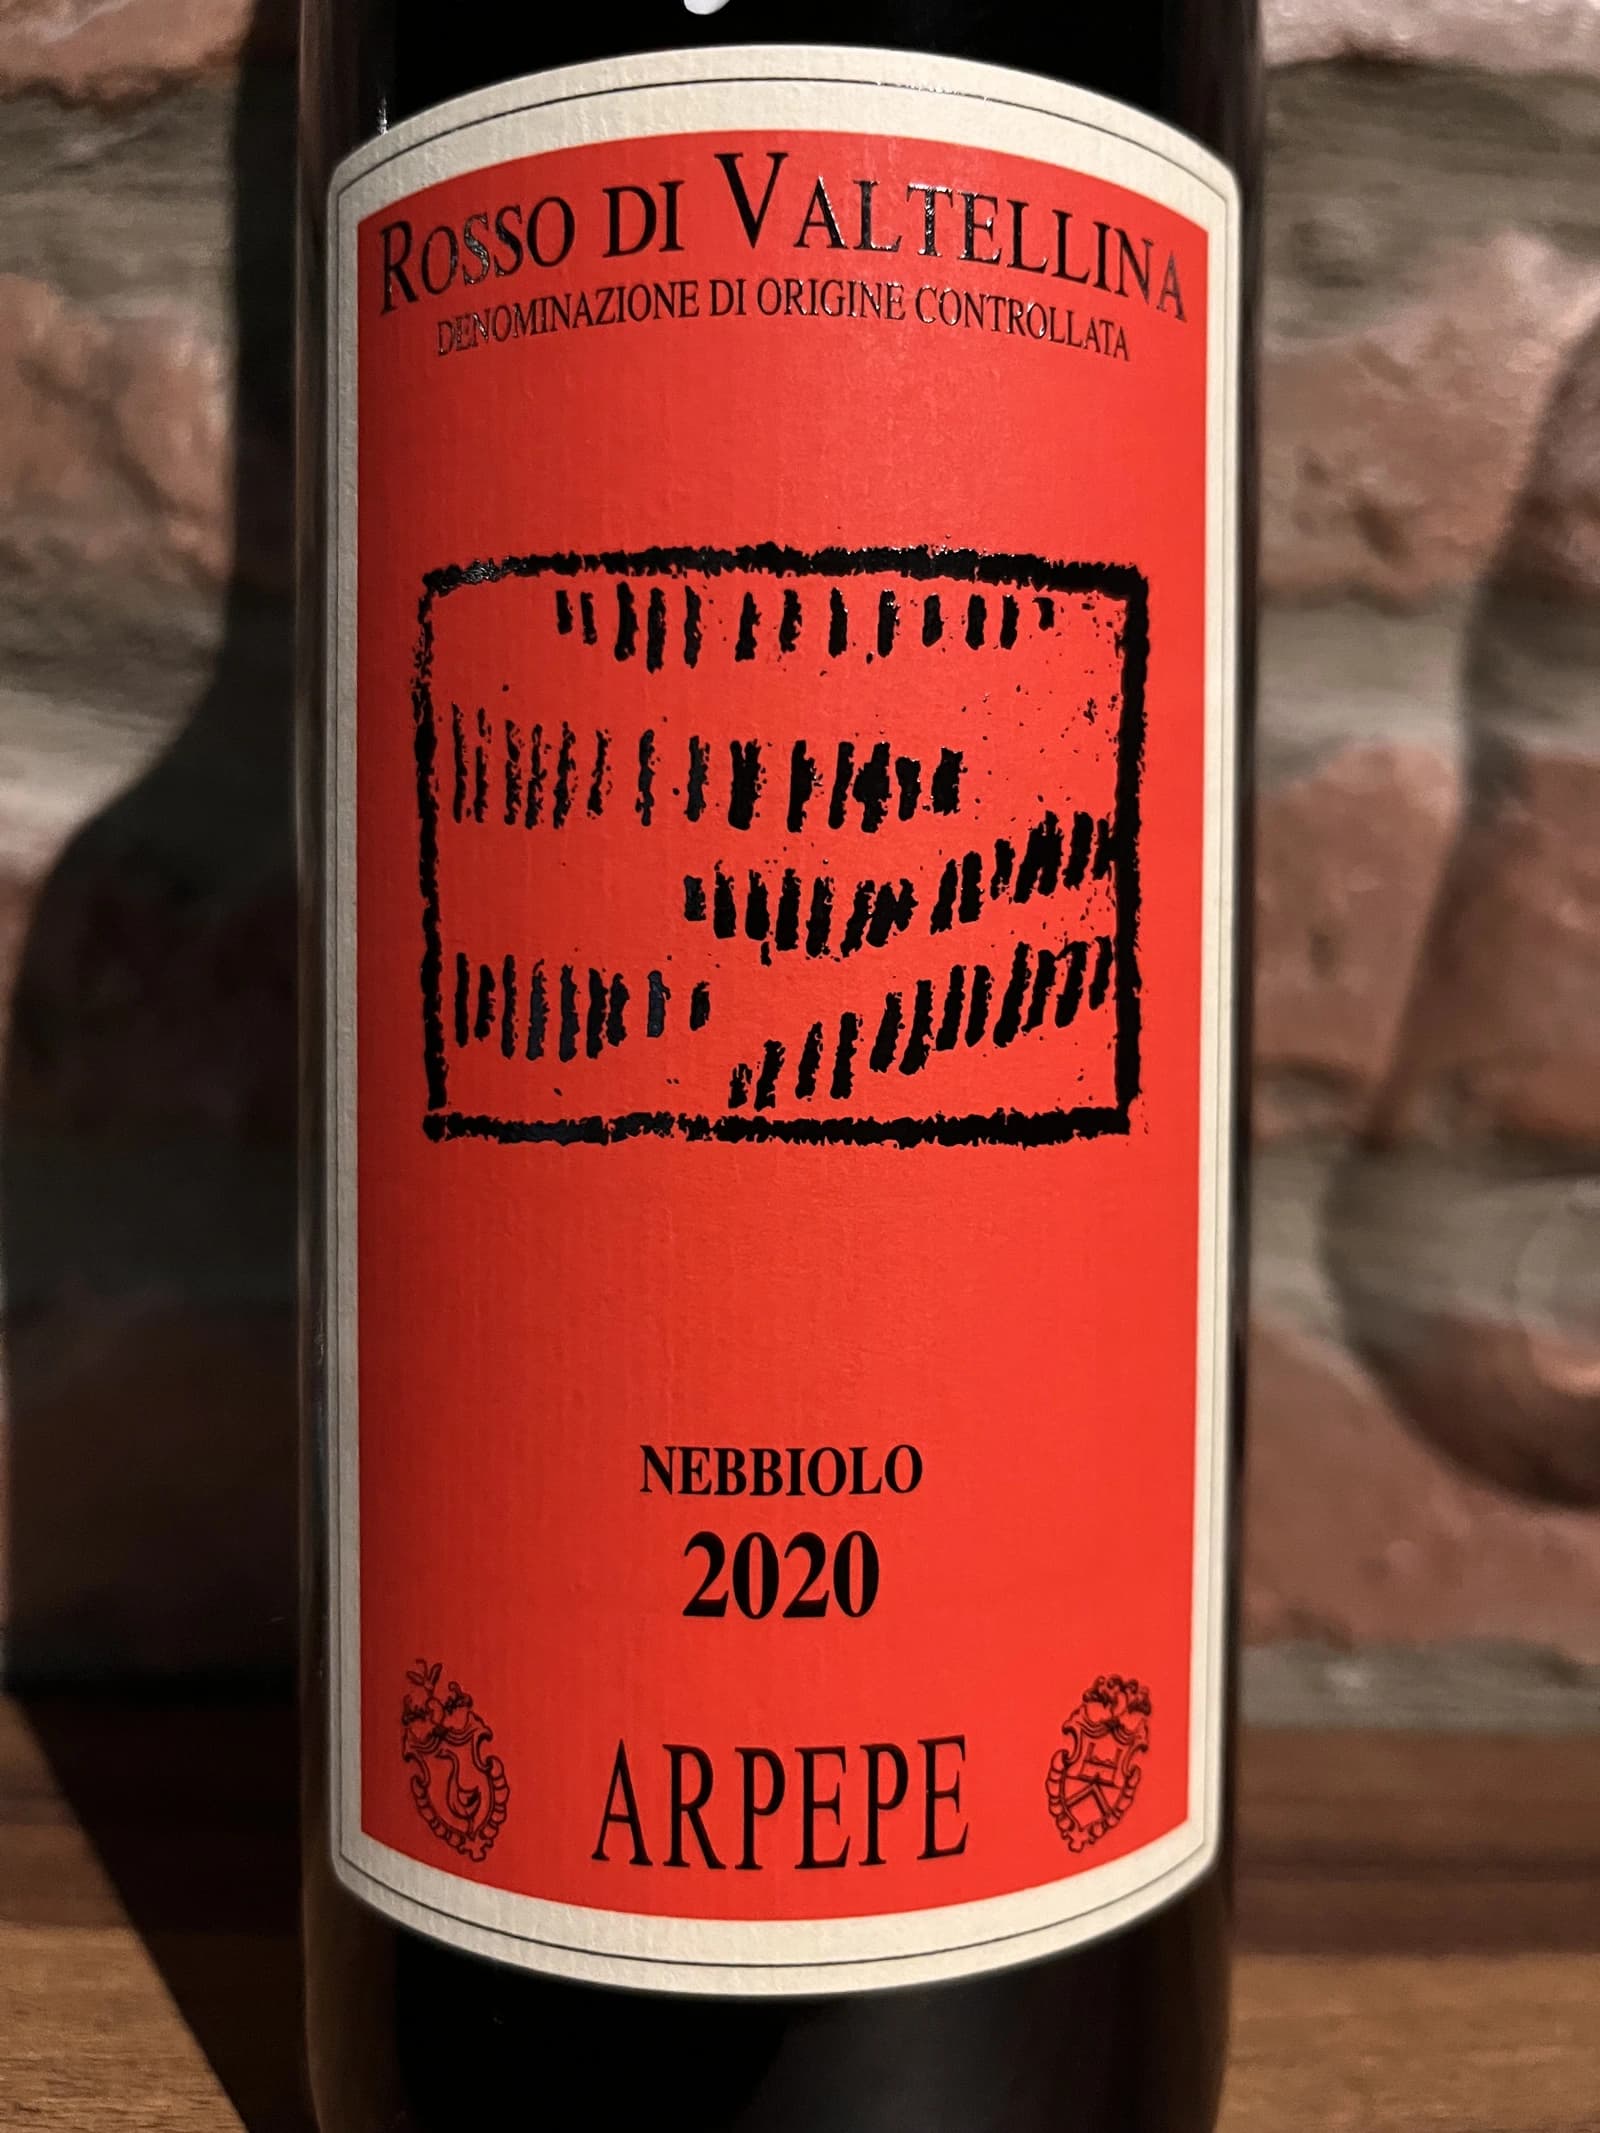 ROSSO DI VALTELLINA
DENOMINAZIONE DI ORIGINE CONTROLLATA
NEBBIOLO
2020
ARPEPE